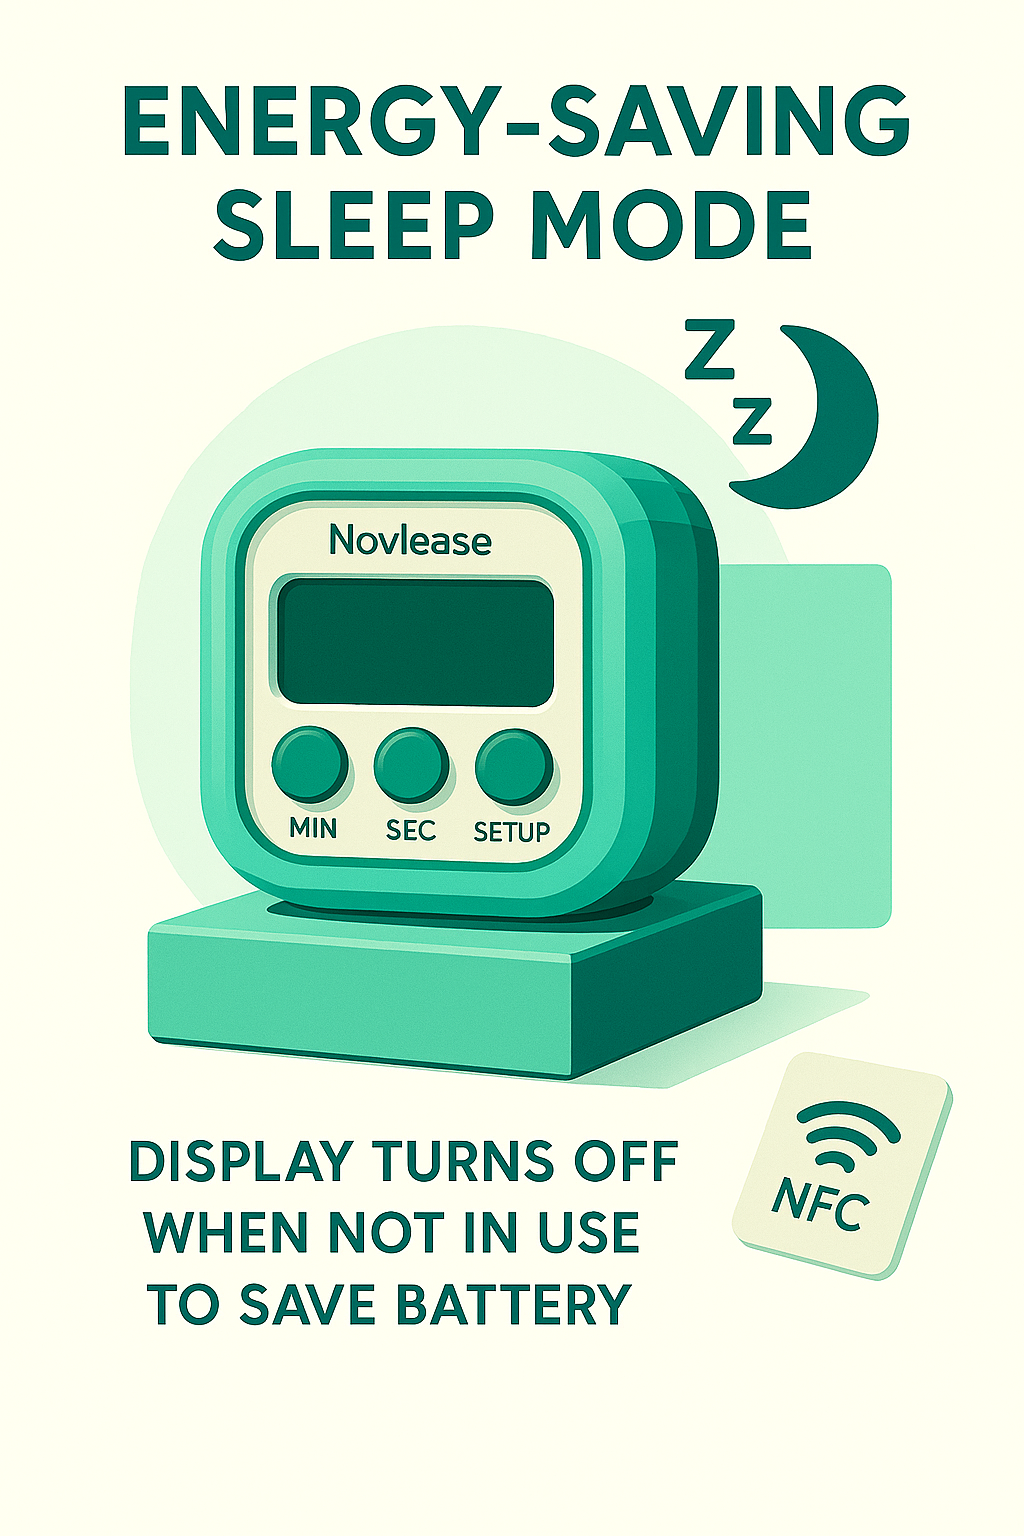 ENERGY-SAVING
SLEEP MODE
Z
Z
Novlease
MIN SEC SETUP
NFC
DISPLAY TURNS OFF
WHEN NOT IN USE
TO SAVE BATTERY